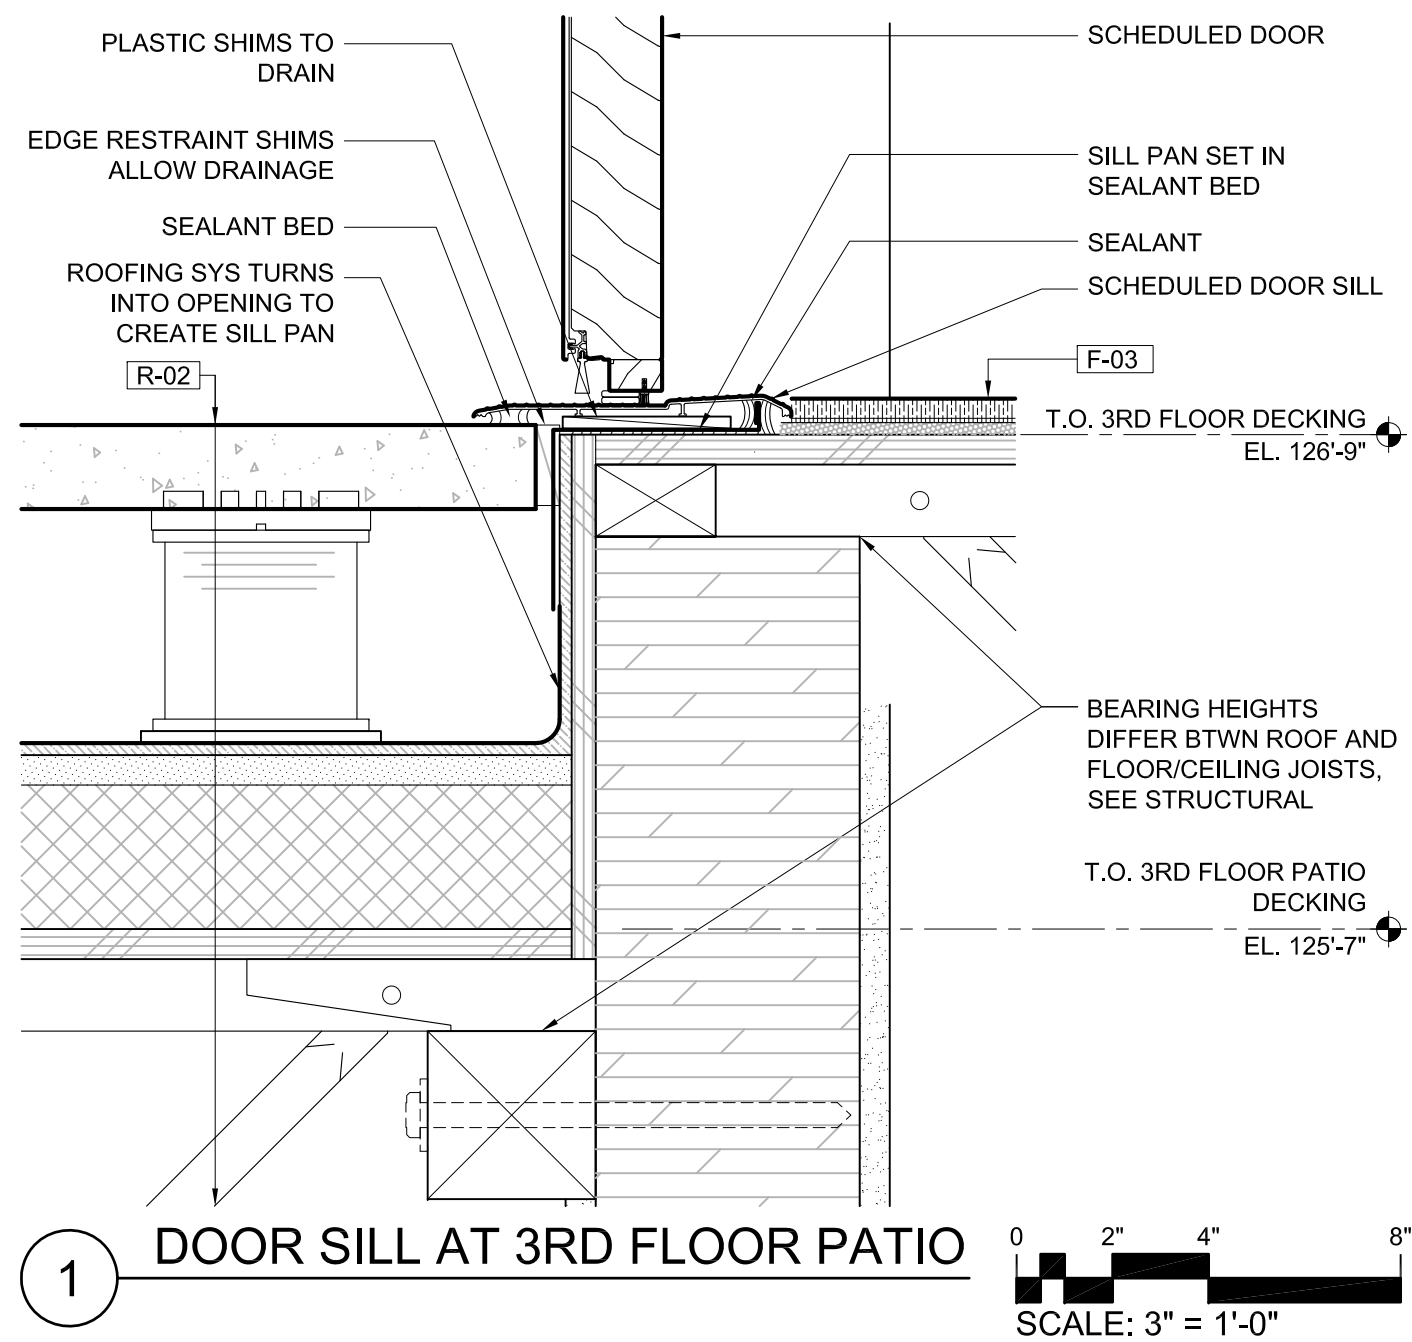 PLASTIC SHIMS TO
DRAIN
EDGE RESTRAINT SHIMS
ALLOW DRAINAGE
SEALANT BED
ROOFING SYS TURNS
INTO OPENING TO
CREATE SILL PAN
R-02
SCHEDULED DOOR
SILL PAN SET IN
SEALANT BED
SEALANT
SCHEDULED DOOR SILL
F-03
T.O. 3RD FLOOR DECKING
EL. 126'-9"
BEARING HEIGHTS
DIFFER BTWN ROOF AND
FLOOR/CEILING JOISTS,
SEE STRUCTURAL
T.O. 3RD FLOOR PATIO
DECKING
EL. 125'-7"
1
DOOR SILL AT 3RD FLOOR PATIO
0 2" 4" 8"
SCALE: 3" = 1'-0"